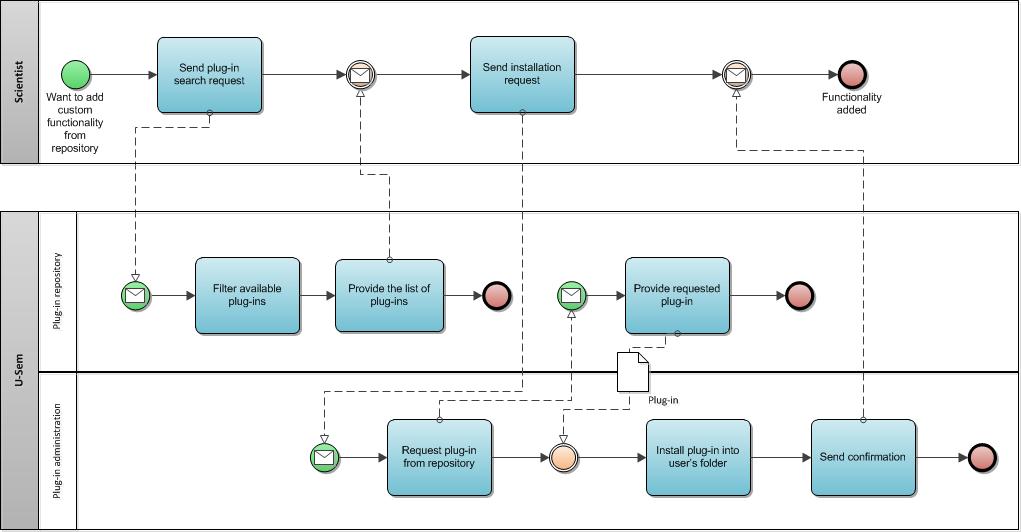 Scientist
Want to add
custom
functionality
from
repository
Send plug-in
search request
Send installation
request
Functionality
added
U-Sem
Plug-in repository
Filter available
plug-ins
Provide the list of
plug-ins
Provide requested
plug-in
Plug-in
Plug-in administration
Request plug-in
from repository
Install plug-in into
user's folder
Send confirmation